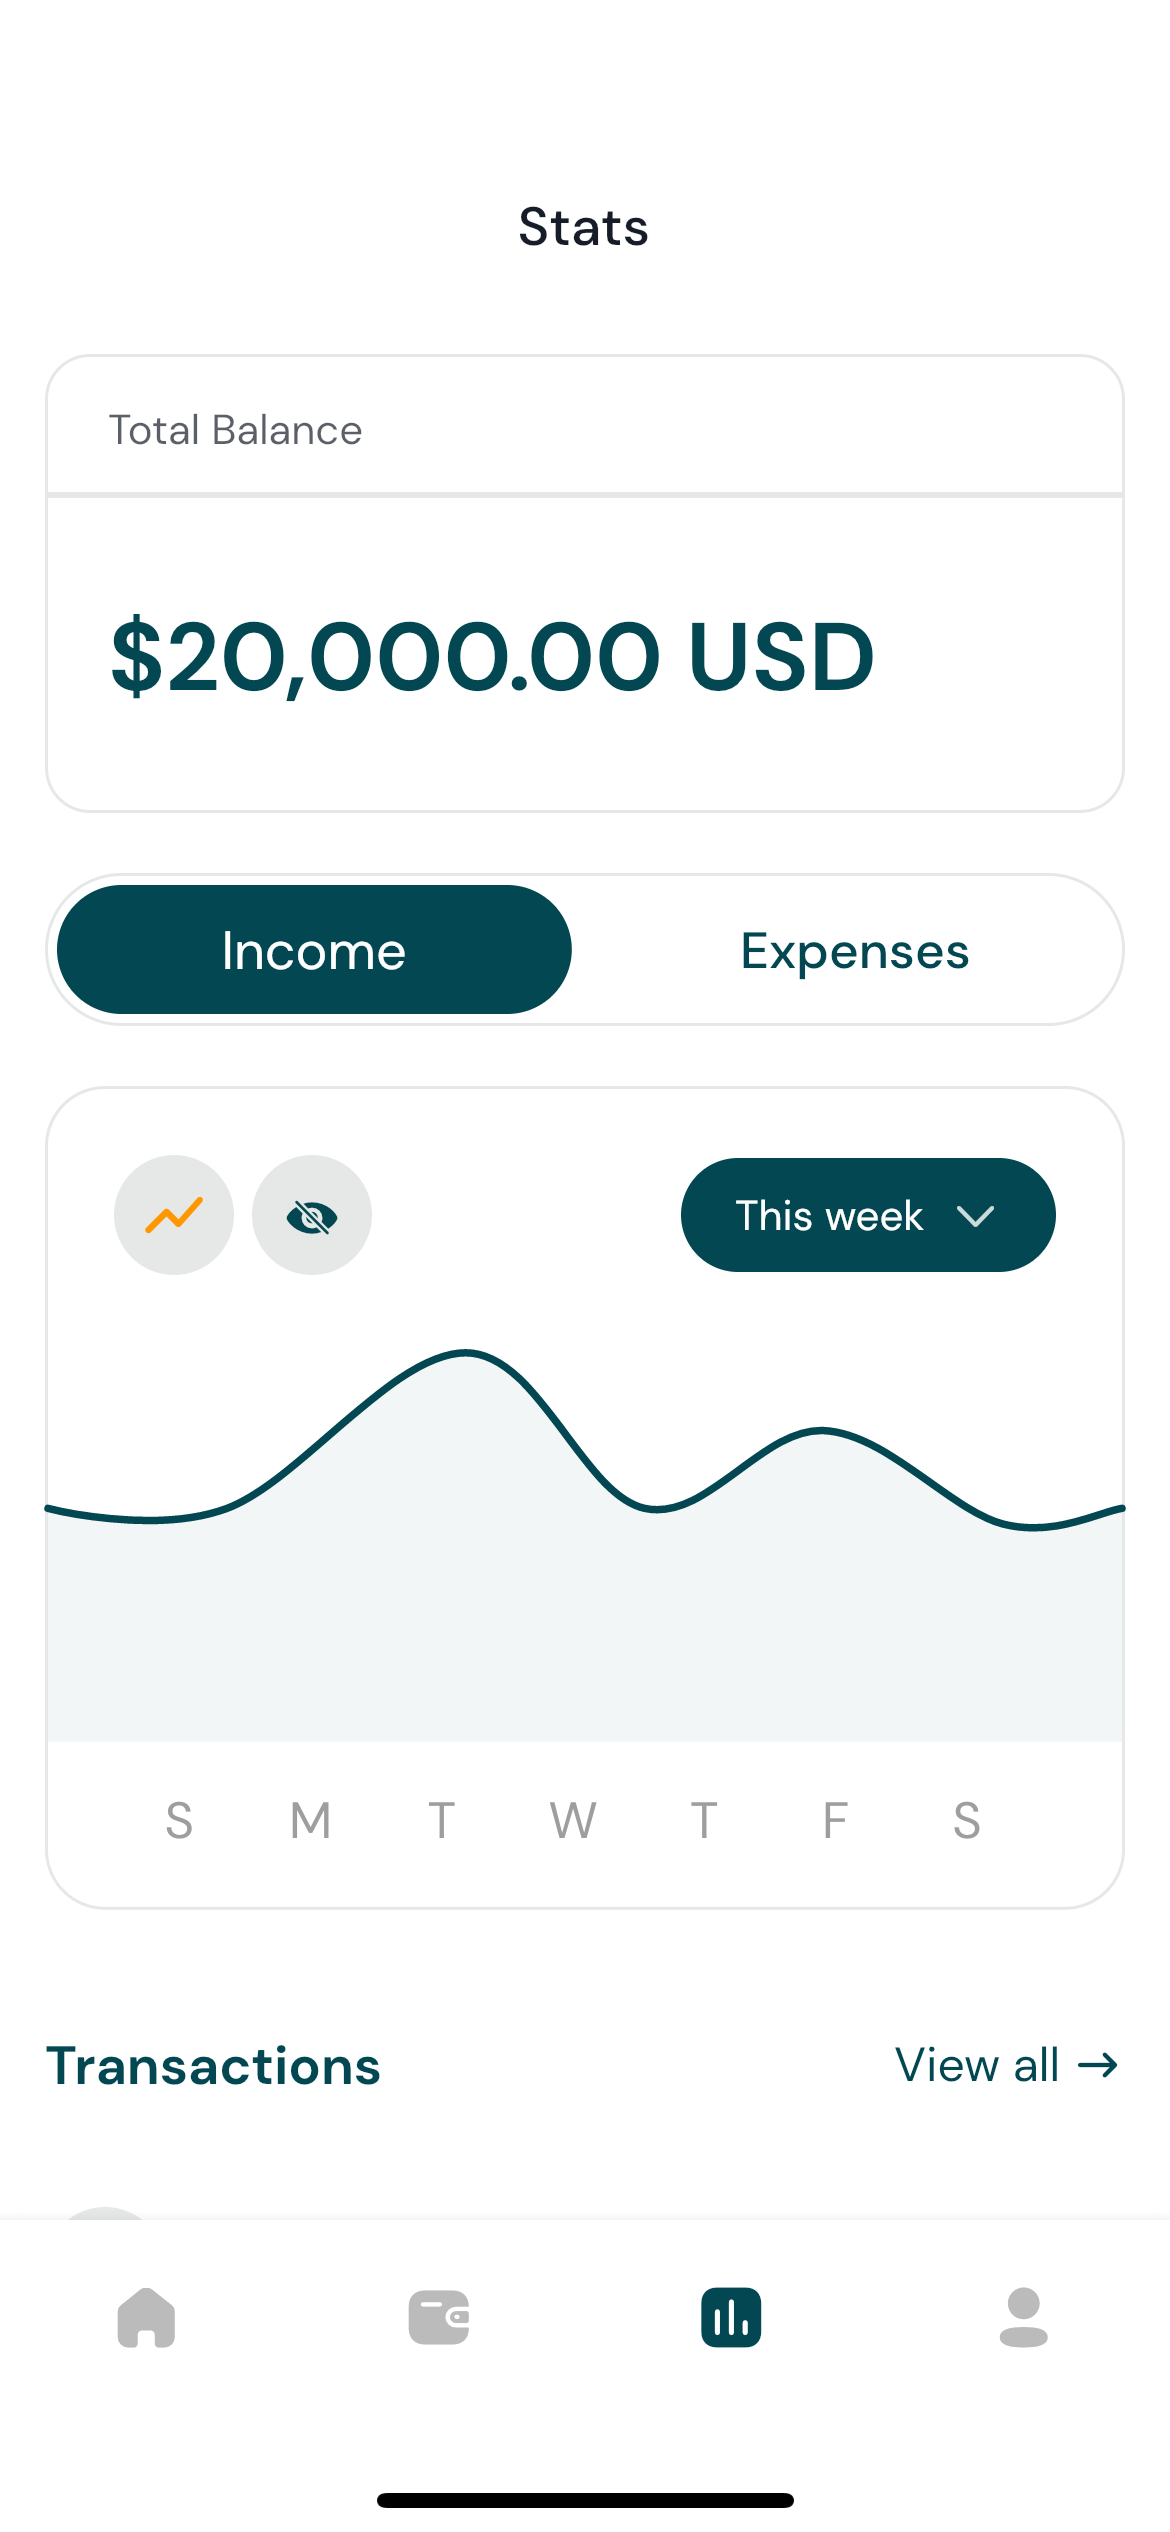 Stats
Total Balance
$20,000.00 USD
Income Expenses
This week
S M T W T F S
Transactions View all →